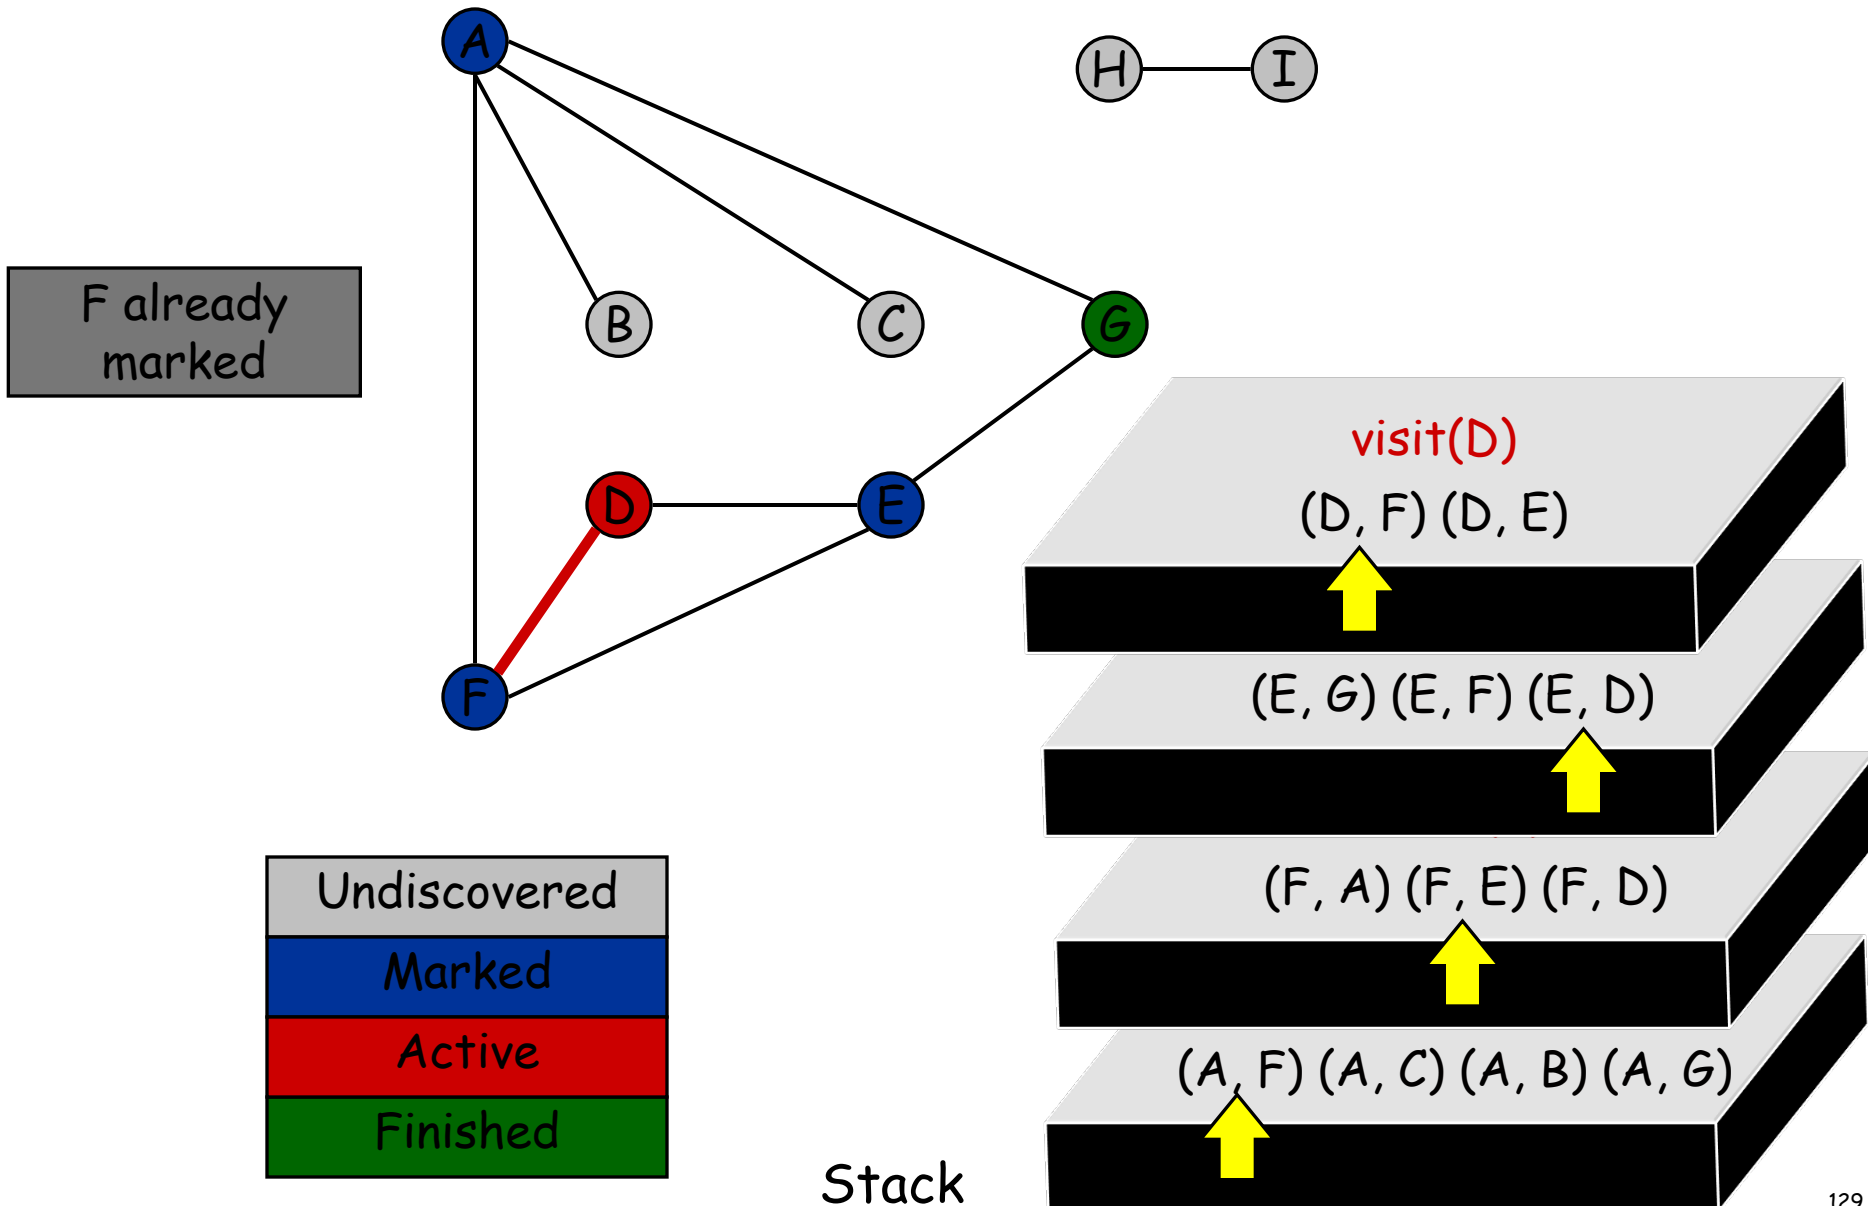 A
H
I
F already
marked
B
C
G
visit(D)
D
E
(D, F) (D, E)
F
(E, G) (E, F) (E, D)
Undiscovered
(F, A) (F, E) (F, D)
Marked
Active
(A, F) (A, C) (A, B) (A, G)
Finished
Stack
129